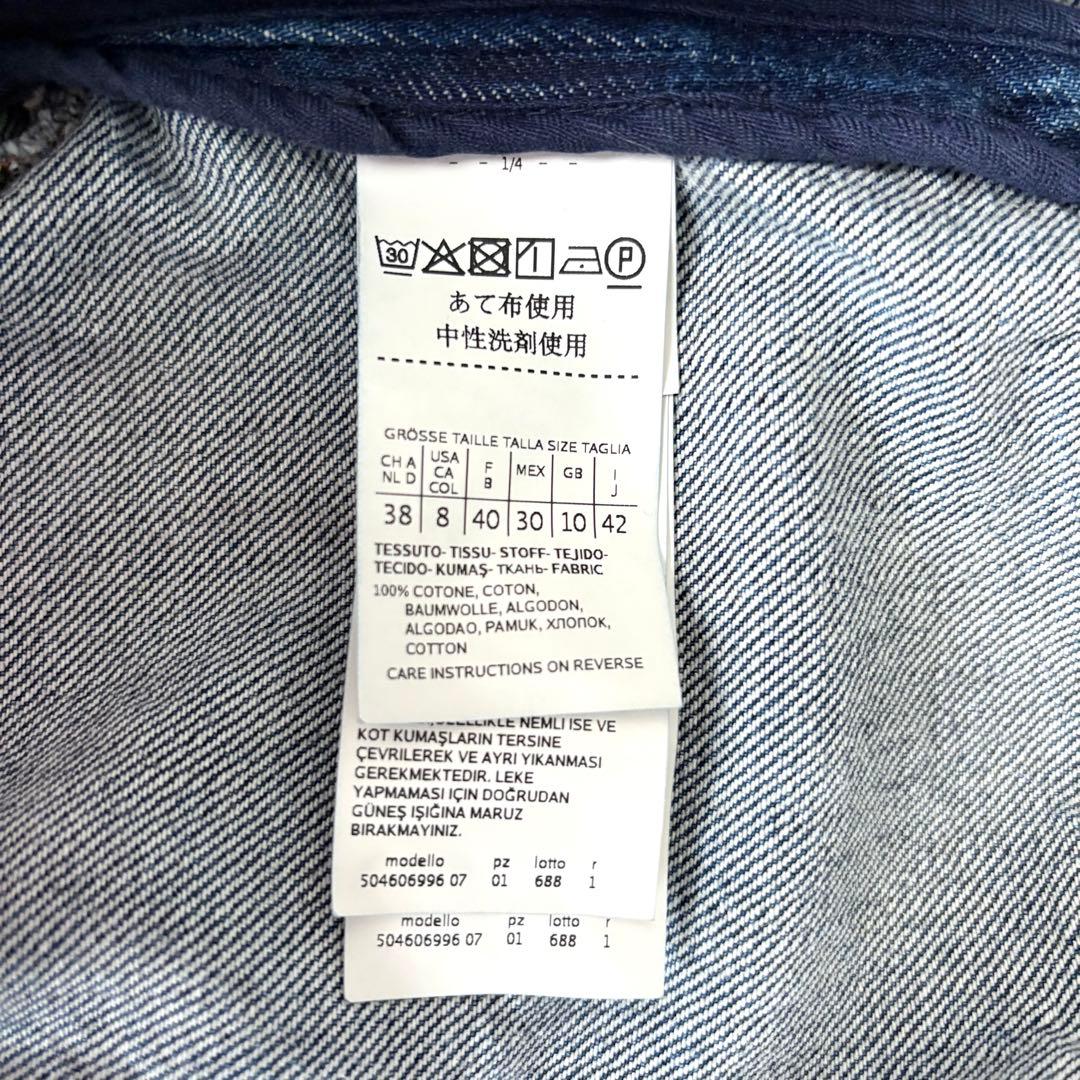 - - 1/4 - -
30 P
あて布使用
中性洗剤使用
GRÖSSE TAILLE TALLA SIZE TAGLIA
CH A NL D USA CA COL F B MEX GB I J
38 8 40 30 10 42
TESSUTO- TISSU- STOFF- TEJIDO-
TECIDO- KUMAŞ- ТКАНЬ- FABRIC
100% COTONE, COTON,
BAUMWOLLE, ALGODON,
ALGODAO, PAMUK, ХЛОПОК,
COTTON
CARE INSTRUCTIONS ON REVERSE
NEMLI ISE VE
KOT KUMAŞLARIN TERSINE
ÇEVRILEREK VE AYRI YIKANMASI
GEREKMEKTEDIR. LEKE
YAPMAMASI IÇIN DOĞRUDAN
GÜNEŞ IŞIĞINA MARUZ
BIRAKMAYINIZ.
modello pz lotto r
504606996 07 01 688 1
modello pz lotto r
504606996 07 01 688 1